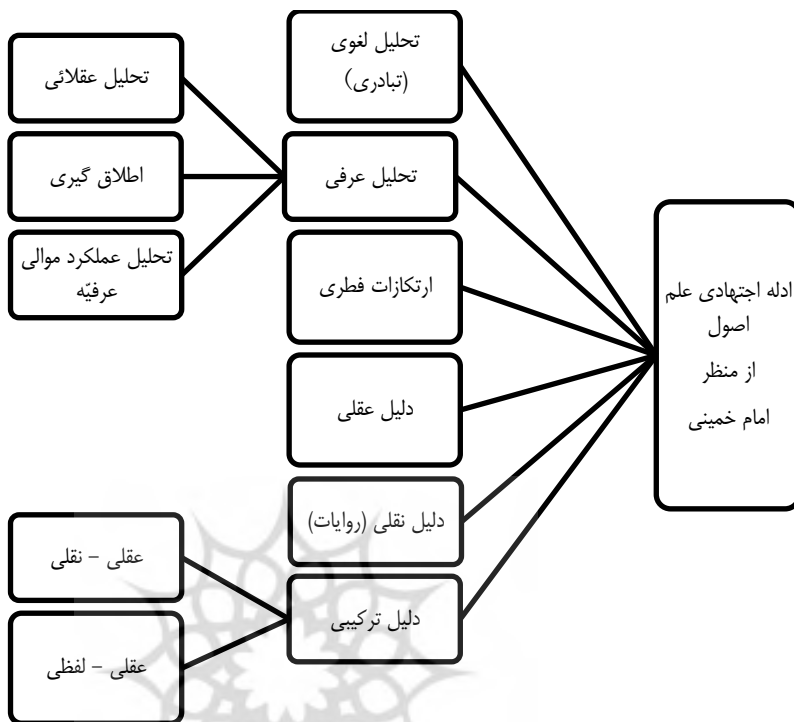 ادله اجتهادی علم
اصول
از منظر
امام خمینی
تحلیل لغوی
(تبادری)
تحلیل عرفی
تحلیل عقلائی
اطلاق گیری
تحلیل عملکرد موالی
عرفیّه
ارتکازات فطری
دلیل عقلی
دلیل نقلی (روایات)
دلیل ترکیبی
عقلی – نقلی
عقلی – لفظی